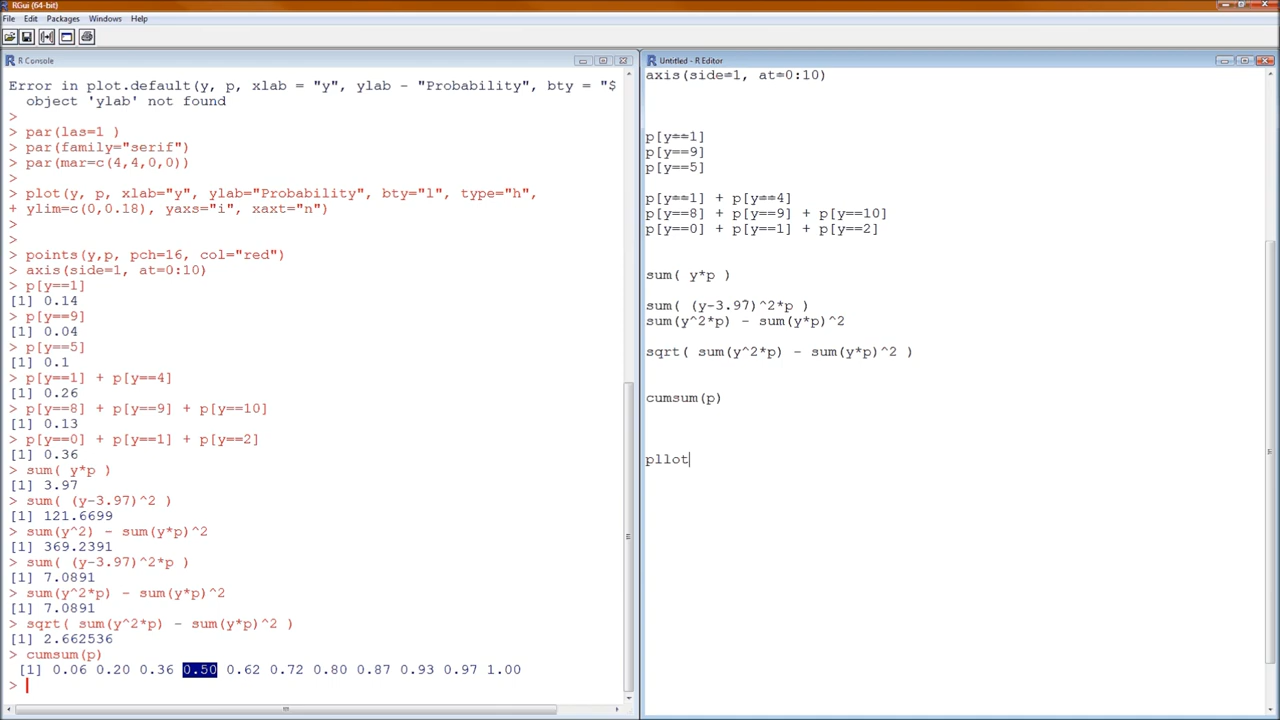 RGui (64-bit)
File Edit Packages Windows Help
R Console
Error in plot.default(y, p, xlab = "y", ylab - "Probability", bty = "$
object 'ylab' not found
>
> par(las=1 )
> par(family="serif")
> par(mar=c(4,4,0,0))
>
> plot(y, p, xlab="y", ylab="Probability", bty="l", type="h",
+ ylim=c(0,0.18), yaxs="i", xaxt="n")
>
>
> points(y,p, pch=16, col="red")
> axis(side=1, at=0:10)
> p[y==1]
[1] 0.14
> p[y==9]
[1] 0.04
> p[y==5]
[1] 0.1
> p[y==1] + p[y==4]
[1] 0.26
> p[y==8] + p[y==9] + p[y==10]
[1] 0.13
> p[y==0] + p[y==1] + p[y==2]
[1] 0.36
> sum( y*p )
[1] 3.97
> sum( (y-3.97)^2 )
[1] 121.6699
> sum(y^2) - sum(y*p)^2
[1] 369.2391
> sum( (y-3.97)^2*p )
[1] 7.0891
> sum(y^2*p) - sum(y*p)^2
[1] 7.0891
> sqrt( sum(y^2*p) - sum(y*p)^2 )
[1] 2.662536
> cumsum(p)
[1] 0.06 0.20 0.36 0.50 0.62 0.72 0.80 0.87 0.93 0.97 1.00
>
Untitled - R Editor
axis(side=1, at=0:10)
p[y==1]
p[y==9]
p[y==5]
p[y==1] + p[y==4]
p[y==8] + p[y==9] + p[y==10]
p[y==0] + p[y==1] + p[y==2]
sum( y*p )
sum( (y-3.97)^2*p )
sum(y^2*p) - sum(y*p)^2
sqrt( sum(y^2*p) - sum(y*p)^2 )
cumsum(p)
pllot